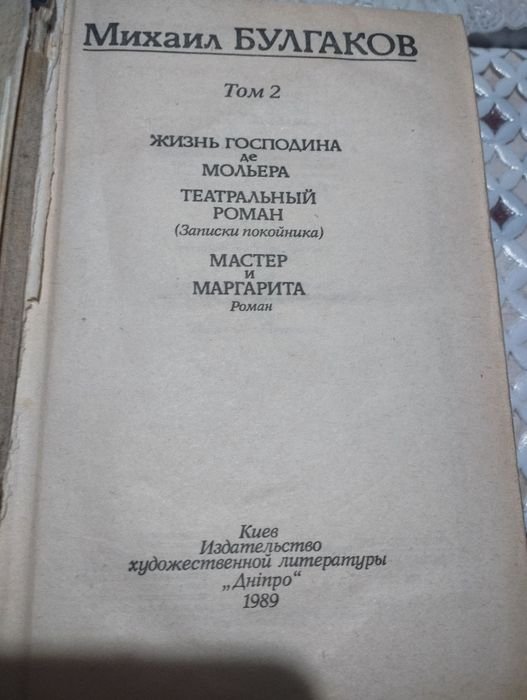 Михаил БУЛГАКОВ
Том 2
ЖИЗНЬ ГОСПОДИНА
де
МОЛЬЕРА
ТЕАТРАЛЬНЫЙ
РОМАН
(Записки покойника)
МАСТЕР
и
МАРГАРИТА
Роман
Киев
Издательство
художественной литературы
„Дніпро“
1989